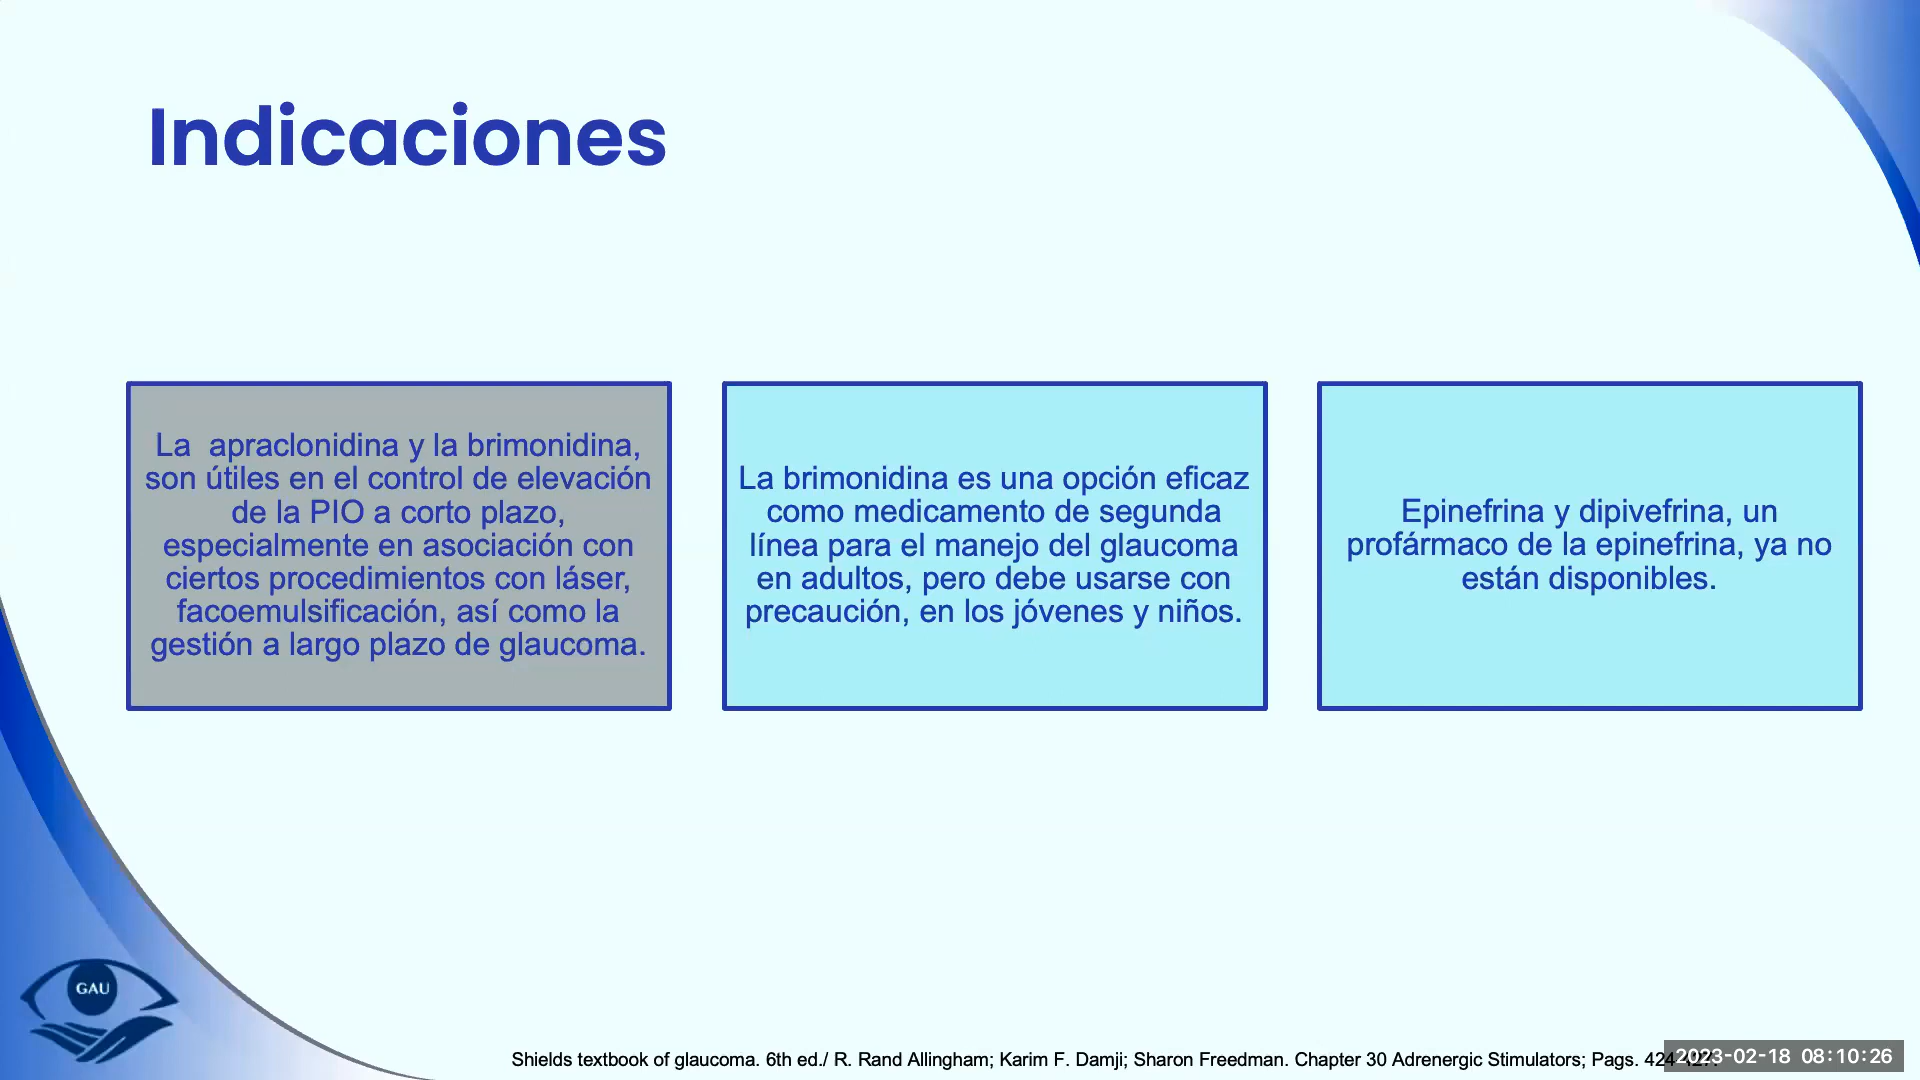 Indicaciones
La  apraclonidina y la brimonidina,
son útiles en el control de elevación
de la PIO a corto plazo,
especialmente en asociación con
ciertos procedimientos con láser,
facoemulsificación, así como la
gestión a largo plazo de glaucoma.
La brimonidina es una opción eficaz
como medicamento de segunda
línea para el manejo del glaucoma
en adultos, pero debe usarse con
precaución, en los jóvenes y niños.
Epinefrina y dipivefrina, un
profármaco de la epinefrina, ya no
están disponibles.
GAU
Shields textbook of glaucoma. 6th ed./ R. Rand Allingham; Karim F. Damji; Sharon Freedman. Chapter 30 Adrenergic Stimulators; Pags.
2023-02-18 08:10:26